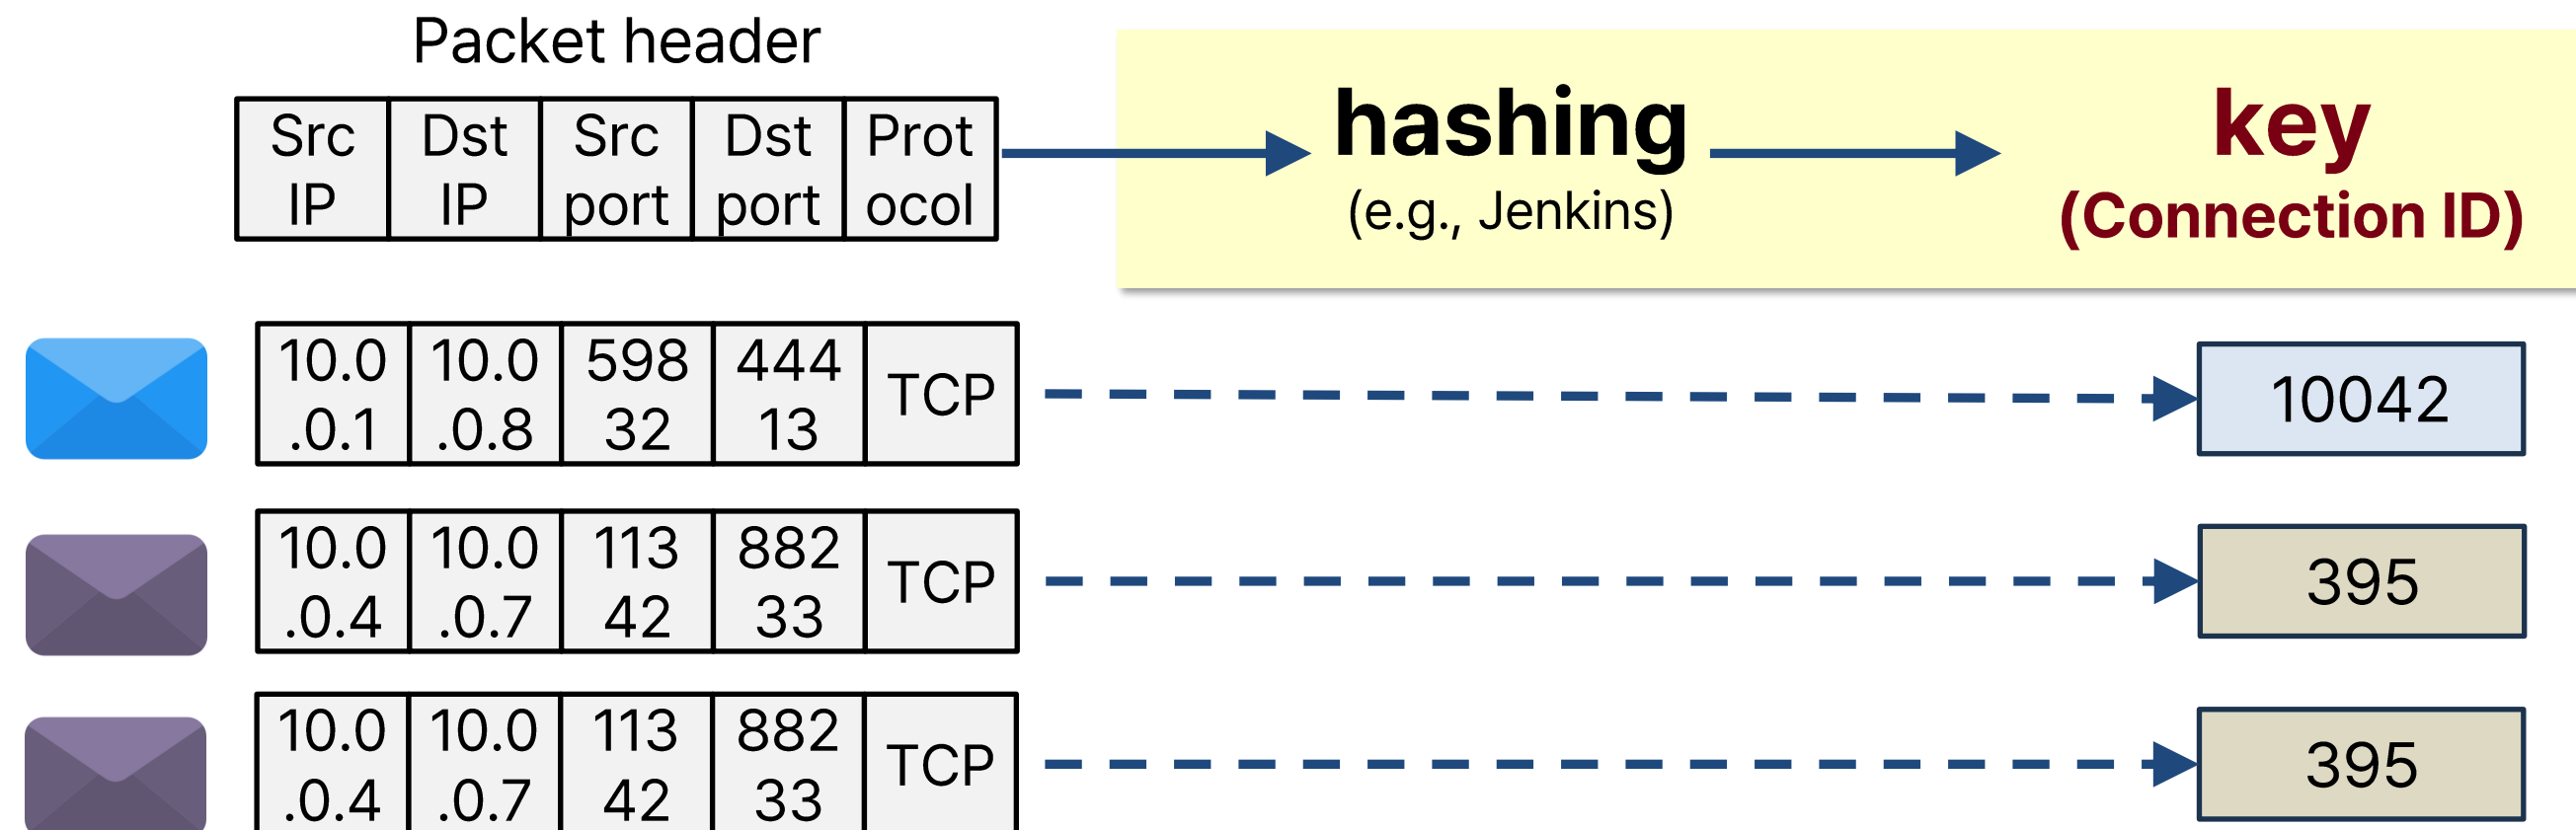 Packet header
Src Dst Src Dst Prot
IP IP port port ocol
hashing
(e.g., Jenkins)
key
(Connection ID)
10.0 10.0 598 444 TCP
.0.1 .0.8 32 13
10042
10.0 10.0 113 882 TCP
.0.4 .0.7 42 33
395
10.0 10.0 113 882 TCP
.0.4 .0.7 42 33
395